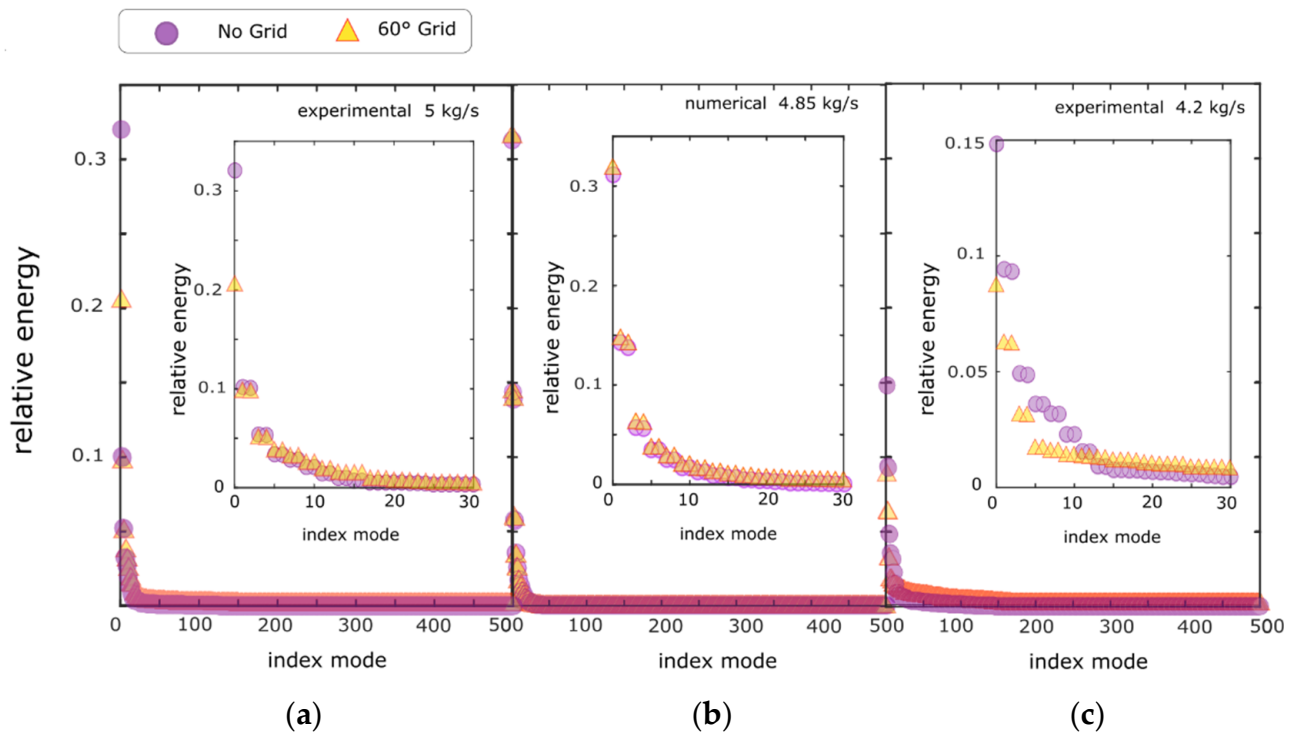 No Grid 60° Grid
experimental 5 kg/s
numerical 4.85 kg/s
experimental 4.2 kg/s
relative energy
0.3
0.2
0.1
relative energy
0.3
0.2
0.1
0
0 10 20 30
index mode
relative energy
0.3
0.2
0.1
0
0 10 20 30
index mode
relative energy
0.15
0.1
0.05
0
0 10 20 30
index mode
0 100 200 300 400 500
index mode
100 200 300 400 500
index mode
100 200 300 400 500
index mode
(a) (b) (c)